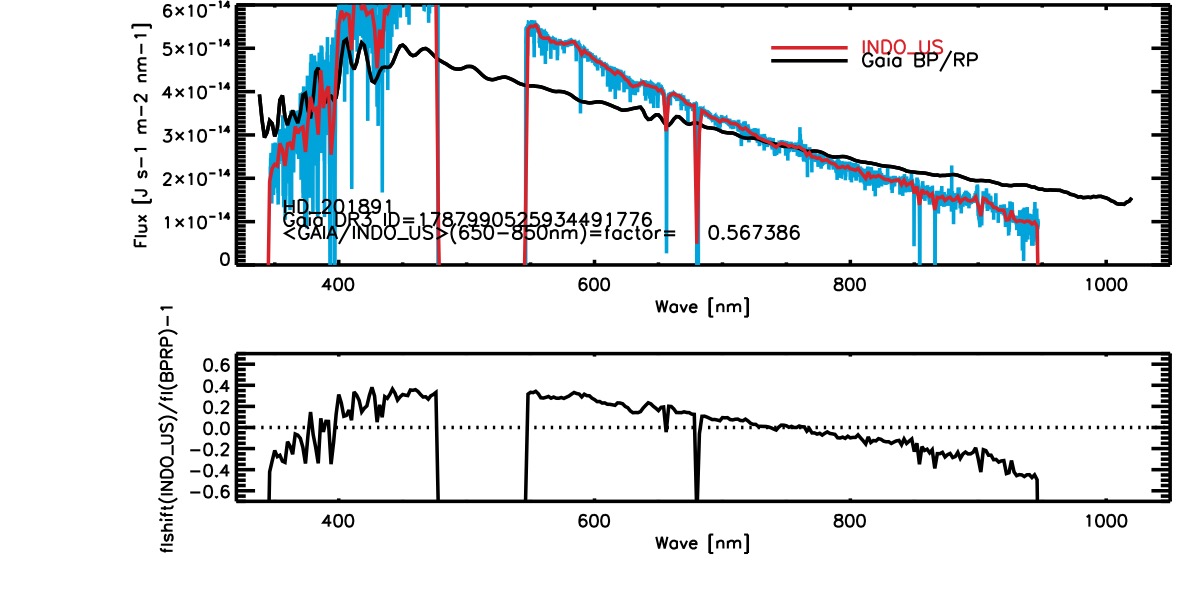 6×10⁻¹⁴
5×10⁻¹⁴
4×10⁻¹⁴
3×10⁻¹⁴
2×10⁻¹⁴
1×10⁻¹⁴
0
Flux [J s−1 m−2 nm−1]
INDO_US
Gaia BP/RP
HD_201891
Gaia DR3 ID=1787990525934491776
<GAIA/INDO_US>(650−850nm)=factor= 0.567386
400 600 800 1000
Wave [nm]
flshift(INDO_US)/fl(BPRP)−1
0.6
0.4
0.2
0.0
−0.2
−0.4
−0.6
400 600 800 1000
Wave [nm]